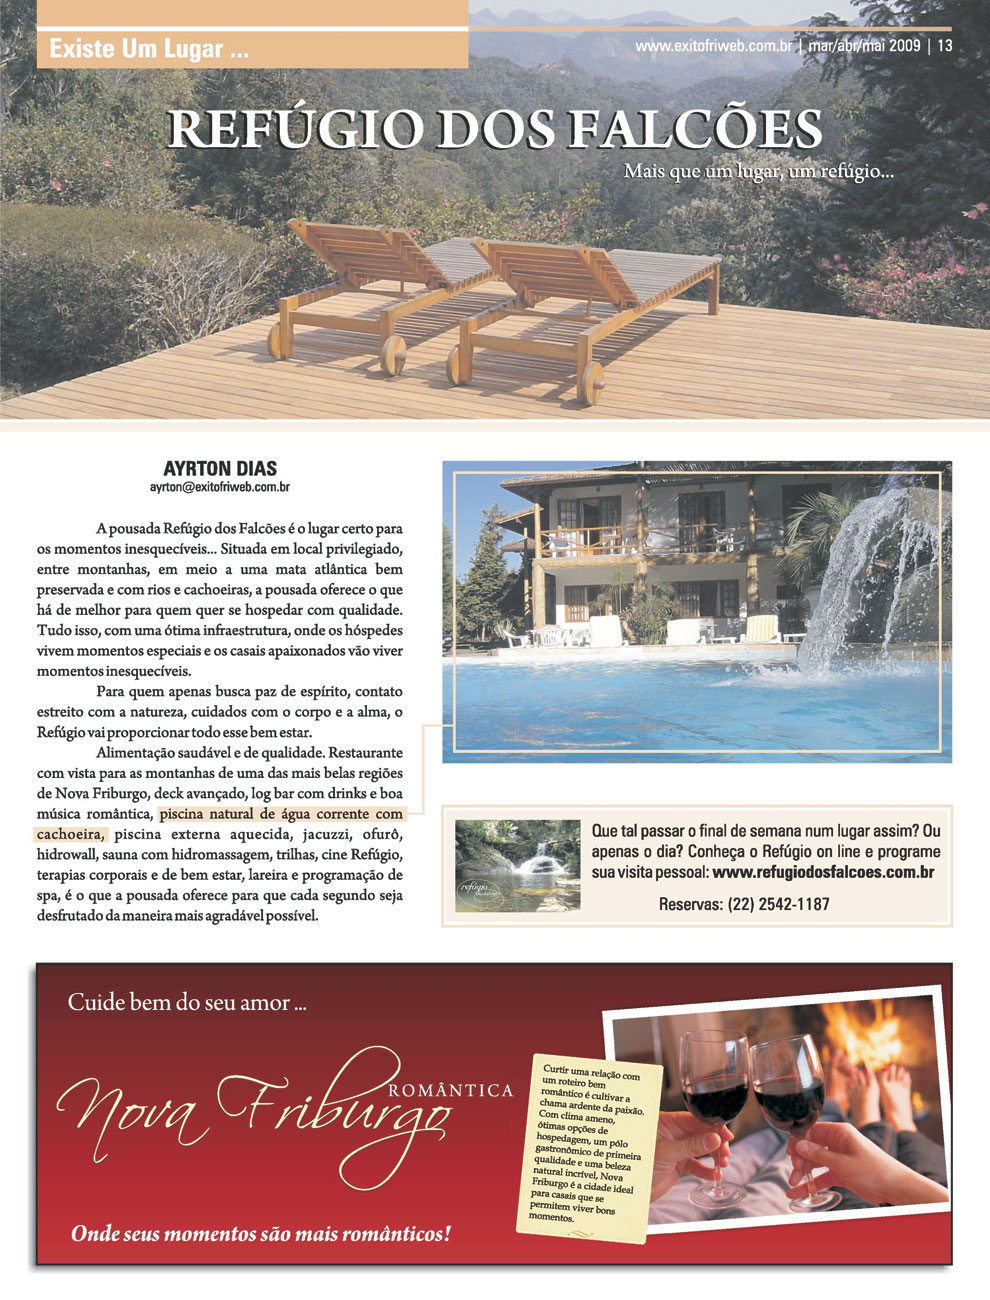 Existe Um Lugar ...
www.exitofriweb.com.br | mar/abr/mai 2009 | 13
REFÚGIO DOS FALCÕES
Mais que um lugar, um refúgio...
AYRTON DIAS
ayrton@exitofriweb.com.br
A pousada Refúgio dos Falcões é o lugar certo para
os momentos inesquecíveis... Situada em local privilegiado,
entre montanhas, em meio a uma mata atlântica bem
preservada e com rios e cachoeiras, a pousada oferece o que
há de melhor para quem quer se hospedar com qualidade.
Tudo isso, com uma ótima infraestrutura, onde os hóspedes
vivem momentos especiais e os casais apaixonados vão viver
momentos inesquecíveis.
Para quem apenas busca paz de espírito, contato
estreito com a natureza, cuidados com o corpo e a alma, o
Refúgio vai proporcionar todo esse bem estar.
Alimentação saudável e de qualidade. Restaurante
com vista para as montanhas de uma das mais belas regiões
de Nova Friburgo, deck avançado, log bar com drinks e boa
música romântica, piscina natural de água corrente com
cachoeira, piscina externa aquecida, jacuzzi, ofurô,
hidrowall, sauna com hidromassagem, trilhas, cine Refúgio,
terapias corporais e de bem estar, lareira e programação de
spa, é o que a pousada oferece para que cada segundo seja
desfrutado da maneira mais agradável possível.
refúgio
Que tal passar o final de semana num lugar assim? Ou
apenas o dia? Conheça o Refúgio on line e programe
sua visita pessoal: www.refugiodosfalcoes.com.br
Reservas: (22) 2542-1187
Cuide bem do seu amor ...
Nova Friburgo
ROMÂNTICA
Onde seus momentos são mais românticos!
Curtir uma relação com
um roteiro bem
romântico é cultivar a
chama ardente da paixão.
Com clima ameno,
ótimas opções de
hospedagem, um pólo
gastronômico de primeira
qualidade e uma beleza
natural incrível, Nova
Friburgo é a cidade ideal
para casais que se
permitem viver bons
momentos.